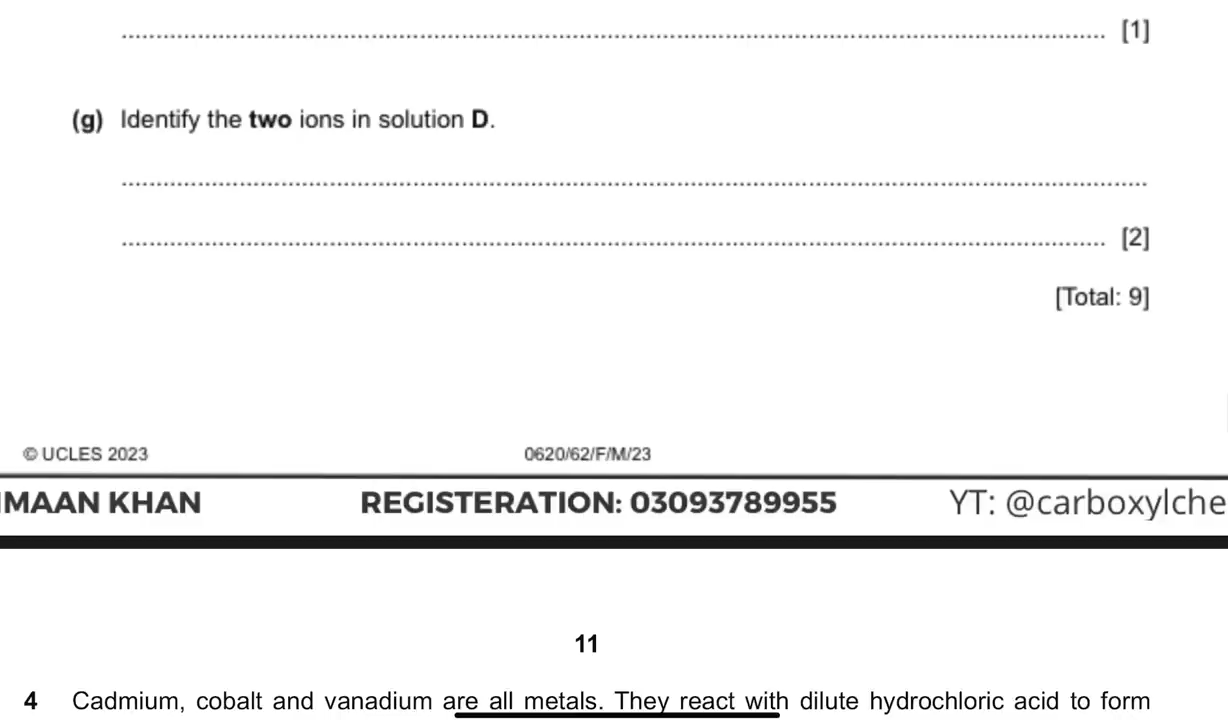 [1]
(g) Identify the two ions in solution D.
[2]
[Total: 9]
© UCLES 2023 0620/62/F/M/23
IMAAN KHAN REGISTERATION: 03093789955 YT: @carboxylche
11
4 Cadmium, cobalt and vanadium are all metals. They react with dilute hydrochloric acid to form